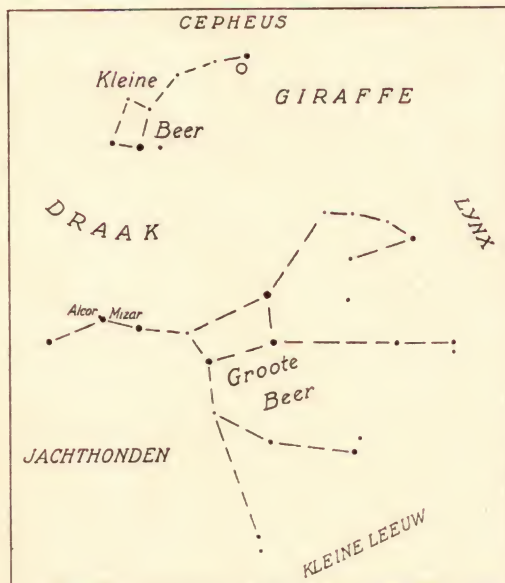 CEPHEUS
Kleine
GIRAFFE
Beer
DRAAK
LYNX
Alcor Mizar
Groote
Beer
JACHTHONDEN
KLEINE LEEUW